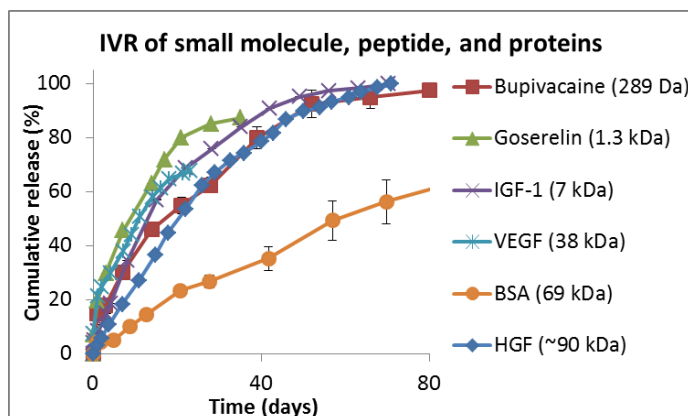 IVR of small molecule, peptide, and proteins
Cumulative release (%)
100
80
60
40
20
0
0
40
80
Time (days)
Bupivacaine (289 Da)
Goserelin (1.3 kDa)
IGF-1 (7 kDa)
VEGF (38 kDa)
BSA (69 kDa)
HGF (~90 kDa)